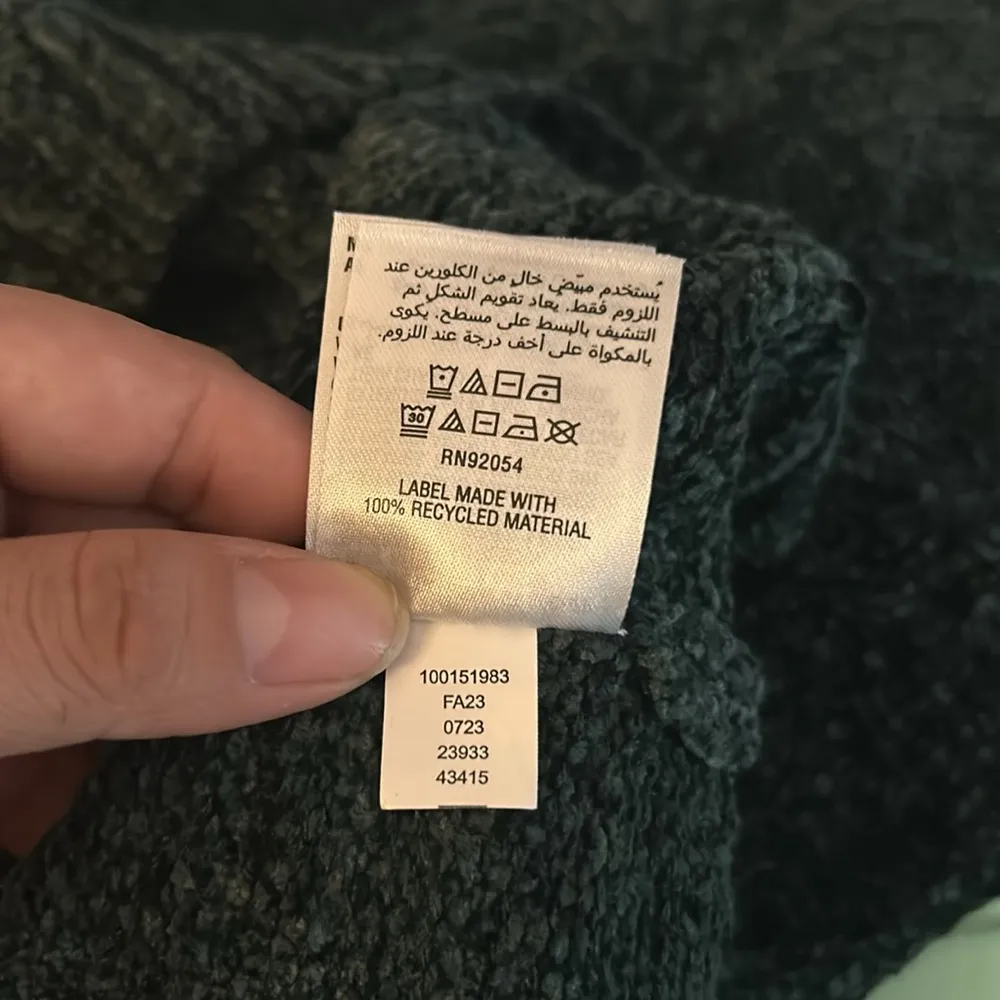 يُستخدم مبيّض خالٍ من الكلورين عند
اللزوم فقط. يعاد تقويم الشكل ثم
التنشيف بالبسط على مسطح. يكوى
بالمكواة على أخف درجة عند اللزوم.
30
RN92054
LABEL MADE WITH
100% RECYCLED MATERIAL
100151983
FA23
0723
23933
43415